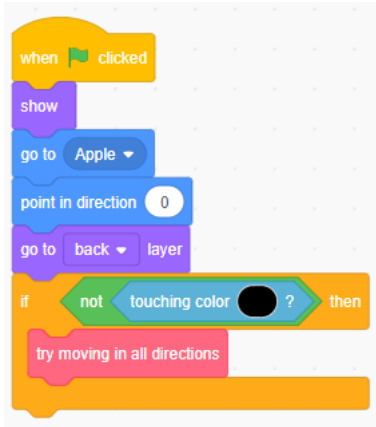 when clicked
show
go to Apple
point in direction 0
go to back layer
if not touching color ? then
try moving in all directions